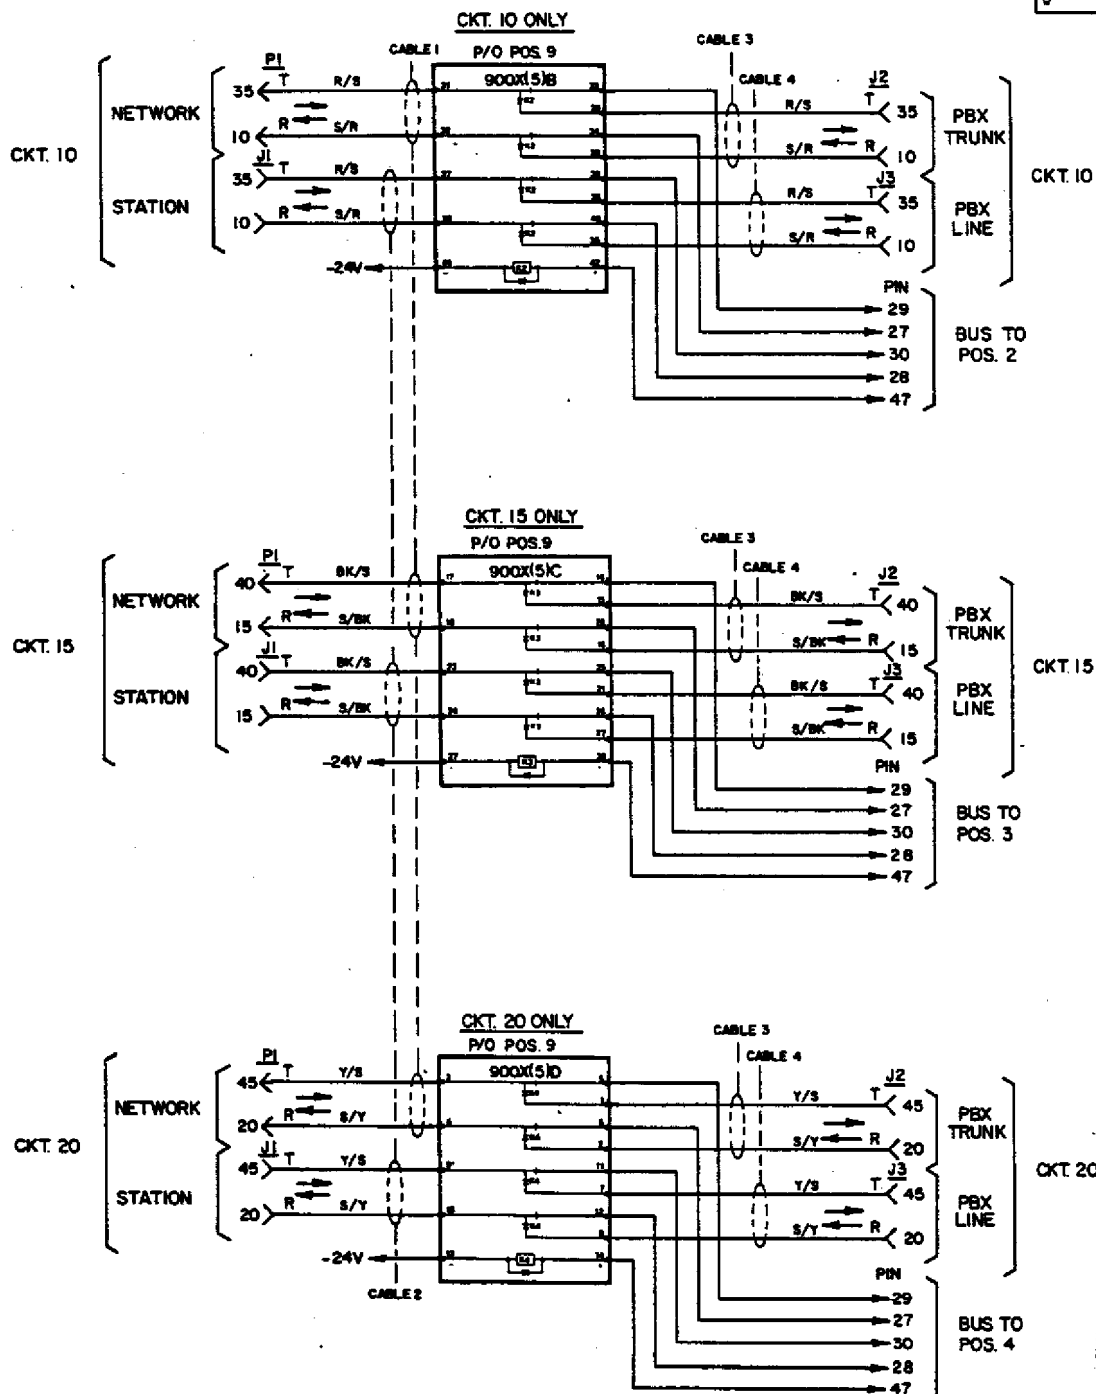 CKT. 10 ONLY
P/O POS. 9
900X(5)B
CABLE 1
CABLE 3
CABLE 4
CKT. 10
NETWORK
STATION
P1
35 T R/S
10 R S/R
J1
35 T R/S
10 R S/R
-24V
J2
R/S T 35
S/R R 10
PBX TRUNK
J3
R/S T 35
S/R R 10
PBX LINE
CKT. 10
PIN
29
27
30
28
47
BUS TO POS. 2
CKT. 15 ONLY
P/O POS. 9
900X(5)C
CABLE 3
CABLE 4
CKT. 15
NETWORK
STATION
P1
40 T BK/S
15 R S/BK
J1
40 T BK/S
15 R S/BK
-24V
J2
BK/S T 40
S/BK R 15
PBX TRUNK
J3
BK/S T 40
S/BK R 15
PBX LINE
CKT. 15
PIN
29
27
30
28
47
BUS TO POS. 3
CKT. 20 ONLY
P/O POS. 9
900X(5)D
CABLE 3
CABLE 4
CKT. 20
NETWORK
STATION
P1
45 T Y/S
20 R S/Y
J1
45 T Y/S
20 R S/Y
-24V
CABLE 2
J2
Y/S T 45
S/Y R 20
PBX TRUNK
J3
Y/S T 45
S/Y R 20
PBX LINE
CKT. 20
PIN
29
27
30
28
47
BUS TO POS. 4